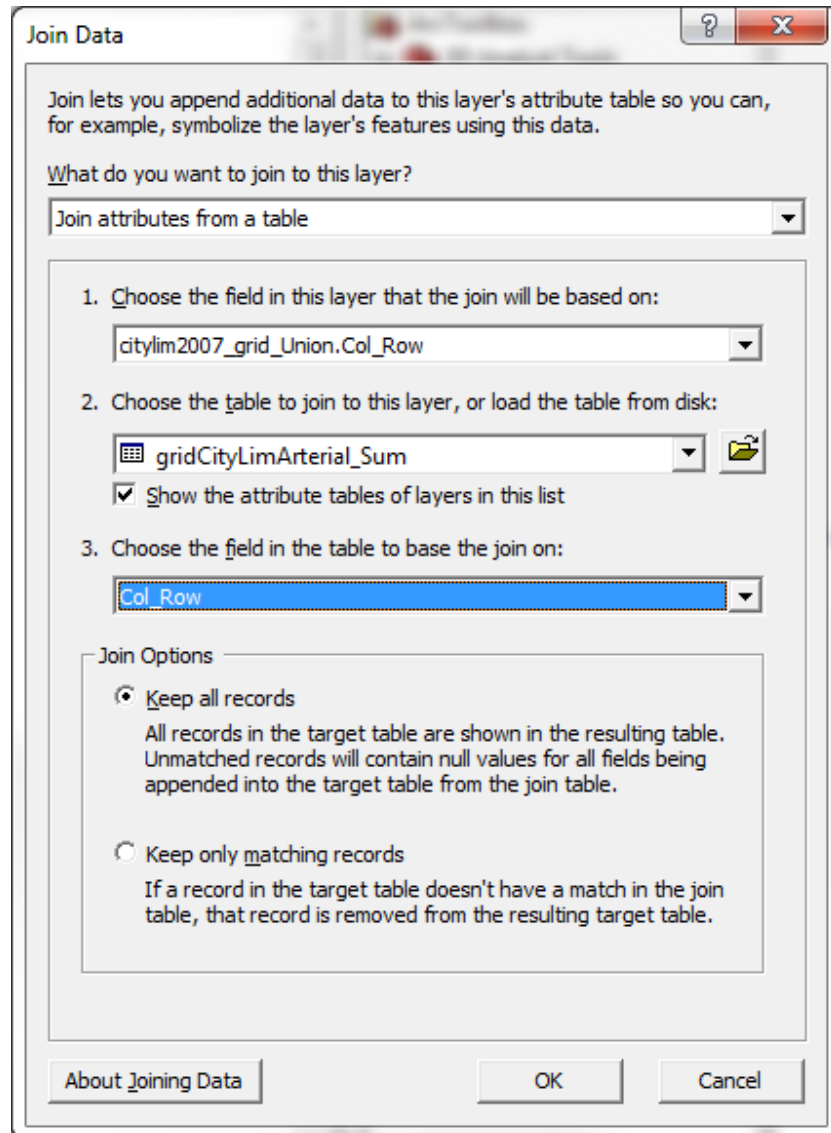 Join Data
?
X
Join lets you append additional data to this layer's attribute table so you can,
for example, symbolize the layer's features using this data.
What do you want to join to this layer?
Join attributes from a table
1. Choose the field in this layer that the join will be based on:
citylim2007_grid_Union.Col_Row
2. Choose the table to join to this layer, or load the table from disk:
gridCityLimArterial_Sum
Show the attribute tables of layers in this list
3. Choose the field in the table to base the join on:
Col_Row
Join Options
Keep all records
All records in the target table are shown in the resulting table.
Unmatched records will contain null values for all fields being
appended into the target table from the join table.
Keep only matching records
If a record in the target table doesn't have a match in the join
table, that record is removed from the resulting target table.
About Joining Data
OK
Cancel